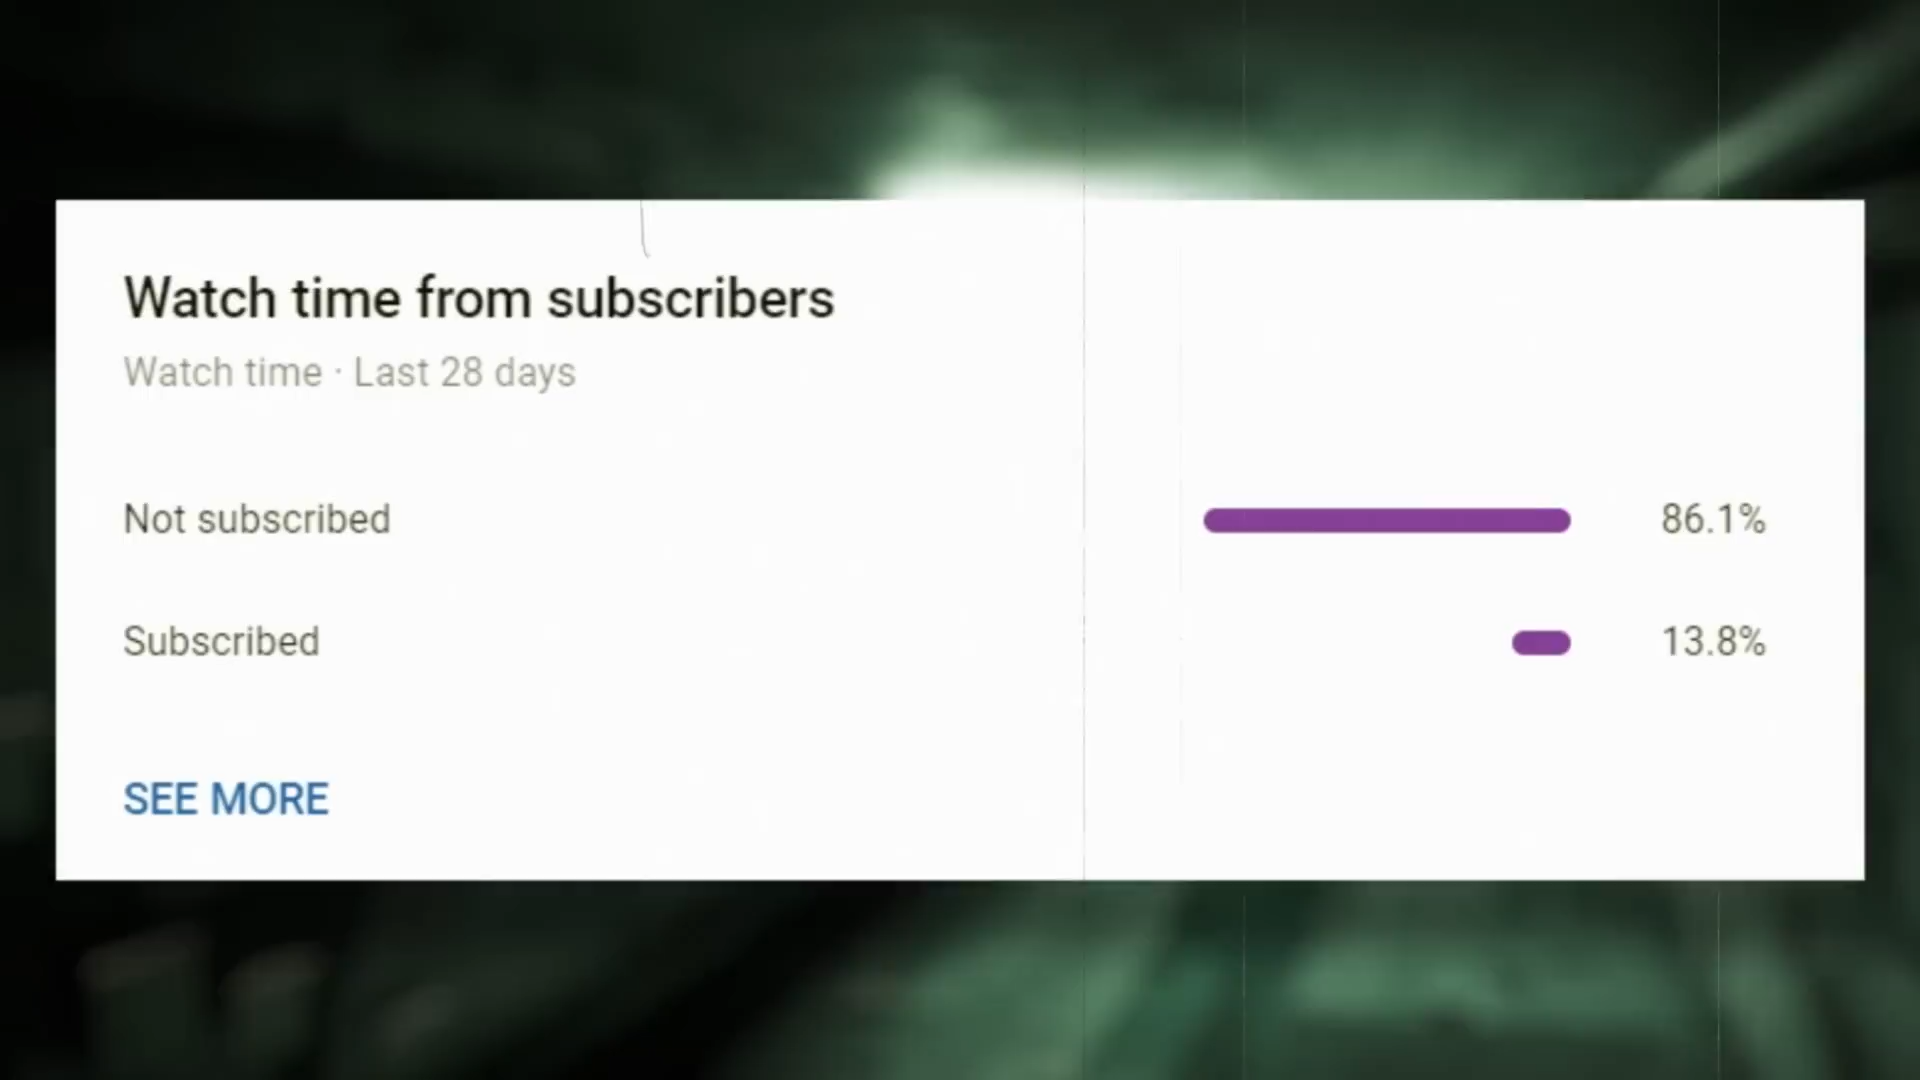 Watch time from subscribers
Watch time · Last 28 days
Not subscribed 86.1%
Subscribed 13.8%
SEE MORE